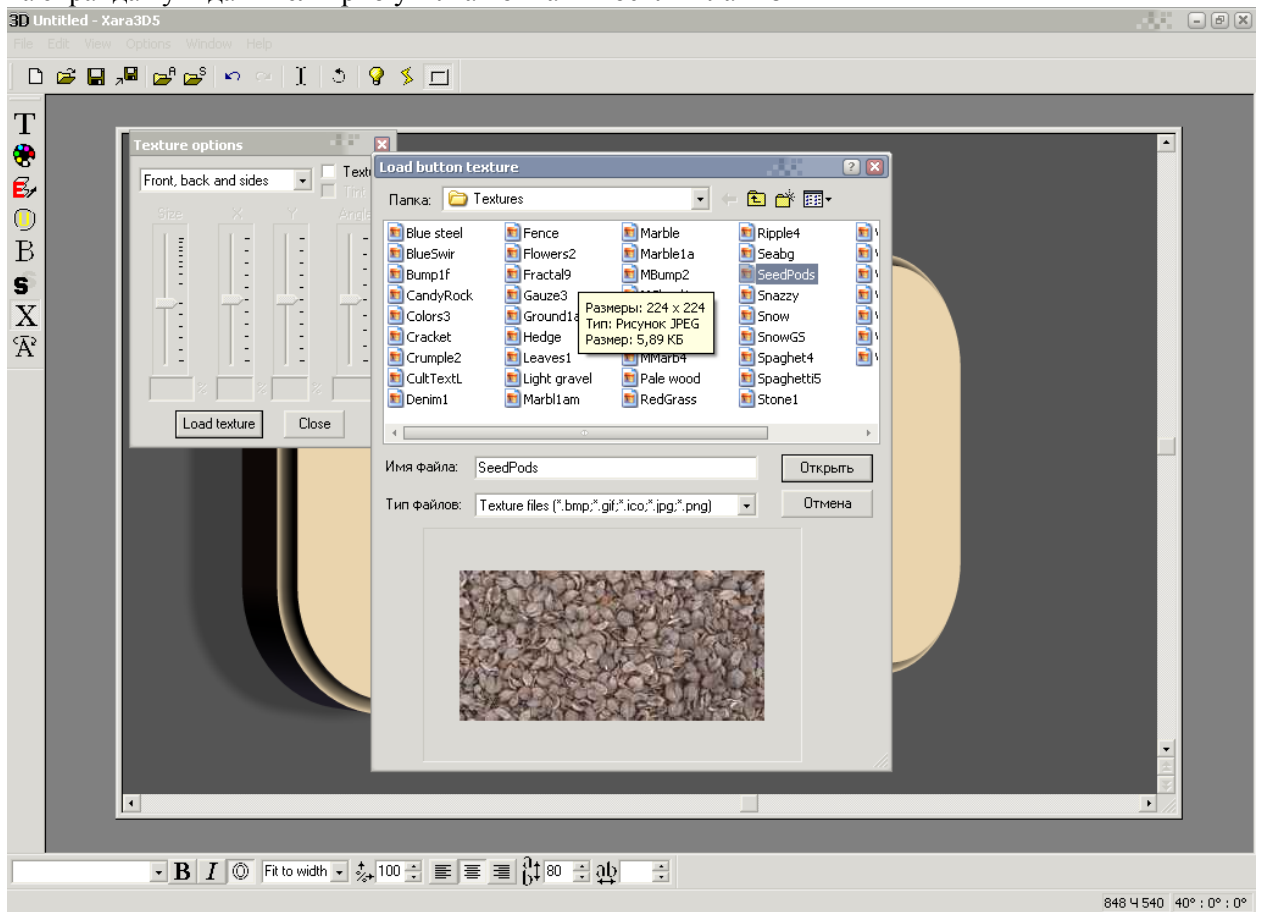 3D Untitled - Xara3D5
File Edit View Options Window Help
T
B
S
X
A
Texture options
Front, back and sides
Size X Y Angle
% %
Load texture Close
Load button texture
Папка: Textures
Blue steel Fence Marble Ripple4
BlueSwir Flowers2 Marble1a Seabg
Bump1f Fractal9 MBump2 SeedPods
CandyRock Gauze3 Snazzy
Colors3 Snow
Cracket Hedge SnowGS
Crumple2 Leaves1 MMarb4 Spaghet4
CultTextL Light gravel Pale wood Spaghetti5
Denim1 Marbl1am RedGrass Stone1
Размеры: 224 x 224
Тип: Рисунок JPEG
Размер: 5,89 КБ
Имя файла: SeedPods Открыть
Тип файлов: Texture files (*.bmp;*.gif;*.ico;*.jpg;*.png) Отмена
B I Fit to width 100 80 ab
848 Ч 540 40° : 0° : 0°